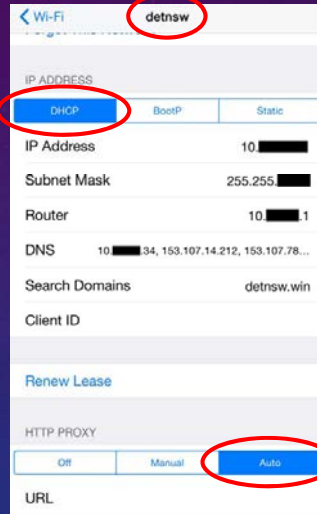 Wi-Fi detnsw
IP ADDRESS
DHCP BootP Static
IP Address 10.
Subnet Mask 255.255.
Router 10. .1
DNS 10. .34, 153.107.14.212, 153.107.78...
Search Domains detnsw.win
Client ID
Renew Lease
HTTP PROXY
Off Manual Auto
URL